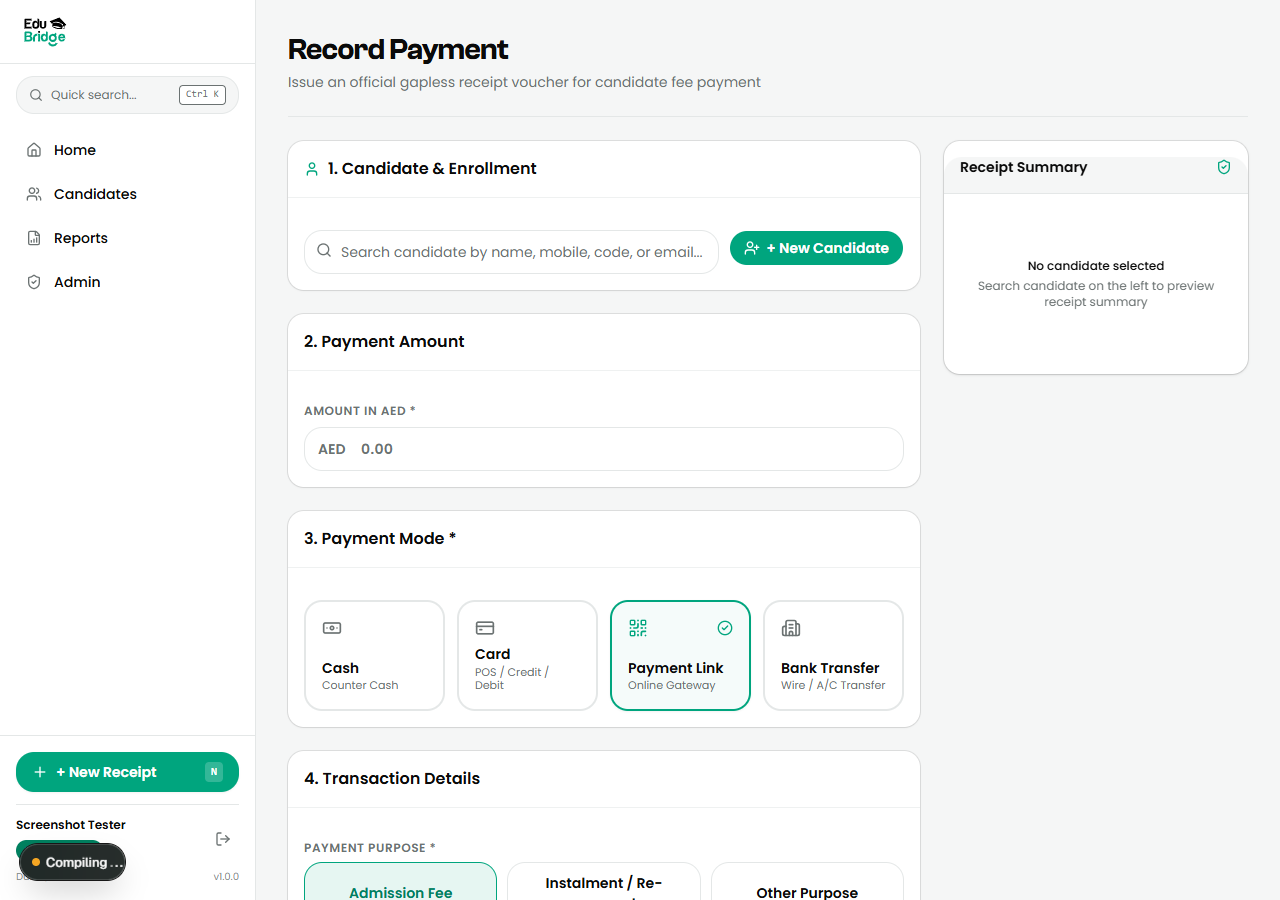 Edu
Bridge
Quick search...
Ctrl K
Home
Candidates
Reports
Admin
+ New Receipt
N
Screenshot Tester
Compiling ...
v1.0.0
Record Payment
Issue an official gapless receipt voucher for candidate fee payment
1. Candidate & Enrollment
Search candidate by name, mobile, code, or email...
+ New Candidate
2. Payment Amount
AMOUNT IN AED *
AED 0.00
3. Payment Mode *
Cash
Counter Cash
Card
POS / Credit /
Debit
Payment Link
Online Gateway
Bank Transfer
Wire / A/C Transfer
4. Transaction Details
PAYMENT PURPOSE *
Admission Fee
Instalment / Re-
Other Purpose
Receipt Summary
No candidate selected
Search candidate on the left to preview
receipt summary